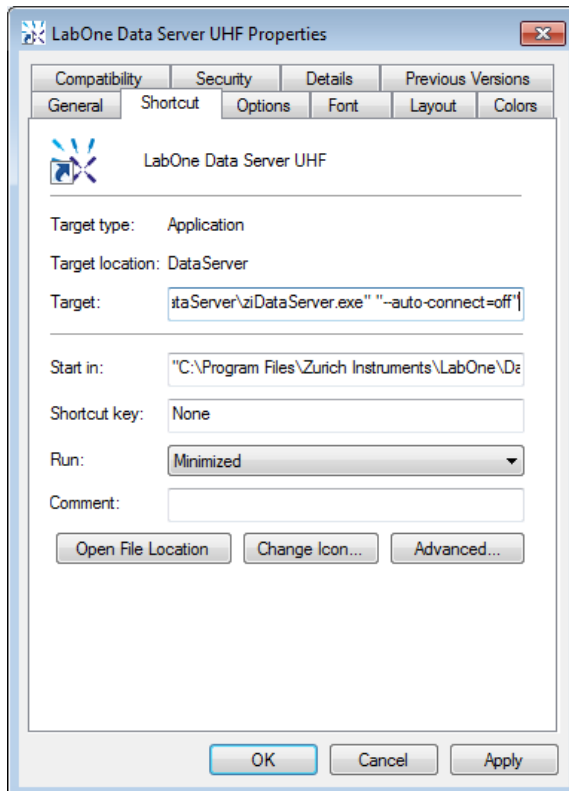 LabOne Data Server UHF Properties
Compatibility Security Details Previous Versions
General Shortcut Options Font Layout Colors
LabOne Data Server UHF
Target type: Application
Target location: DataServer
Target: ataServer\ziDataServer.exe" "--auto-connect=off"
Start in: "C:\Program Files\Zurich Instruments\LabOne\Da
Shortcut key: None
Run: Minimized
Comment:
Open File Location Change Icon... Advanced...
OK Cancel Apply